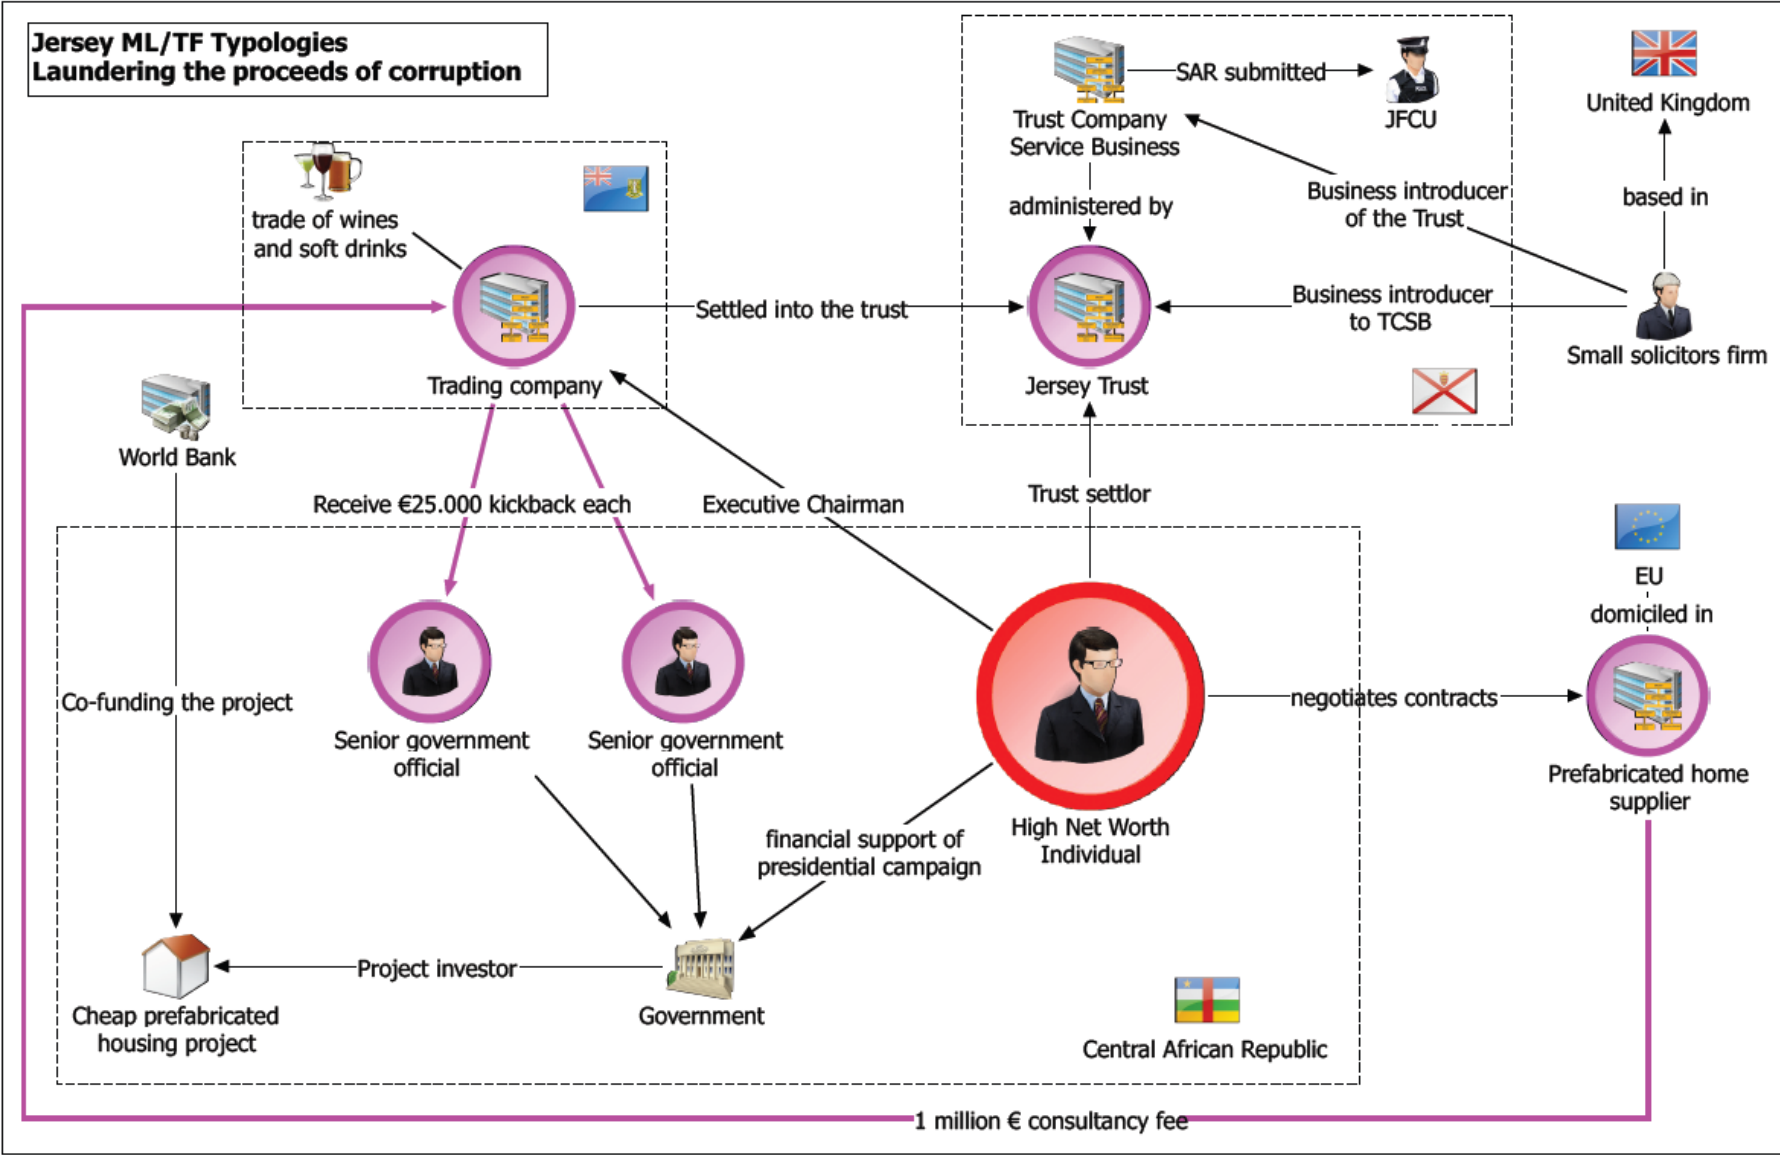 Jersey ML/TF Typologies
Laundering the proceeds of corruption
SAR submitted
Trust Company
Service Business
JFCU
United Kingdom
trade of wines
and soft drinks
administered by
Business introducer
of the Trust
based in
Settled into the trust
Business introducer
to TCSB
Small solicitors firm
Trading company
Jersey Trust
World Bank
Receive €25.000 kickback each
Executive Chairman
Trust settlor
EU
domiciled in
Co-funding the project
negotiates contracts
Senior government
official
Senior government
official
Prefabricated home
supplier
High Net Worth
Individual
financial support of
presidential campaign
Project investor
Cheap prefabricated
housing project
Government
Central African Republic
1 million € consultancy fee